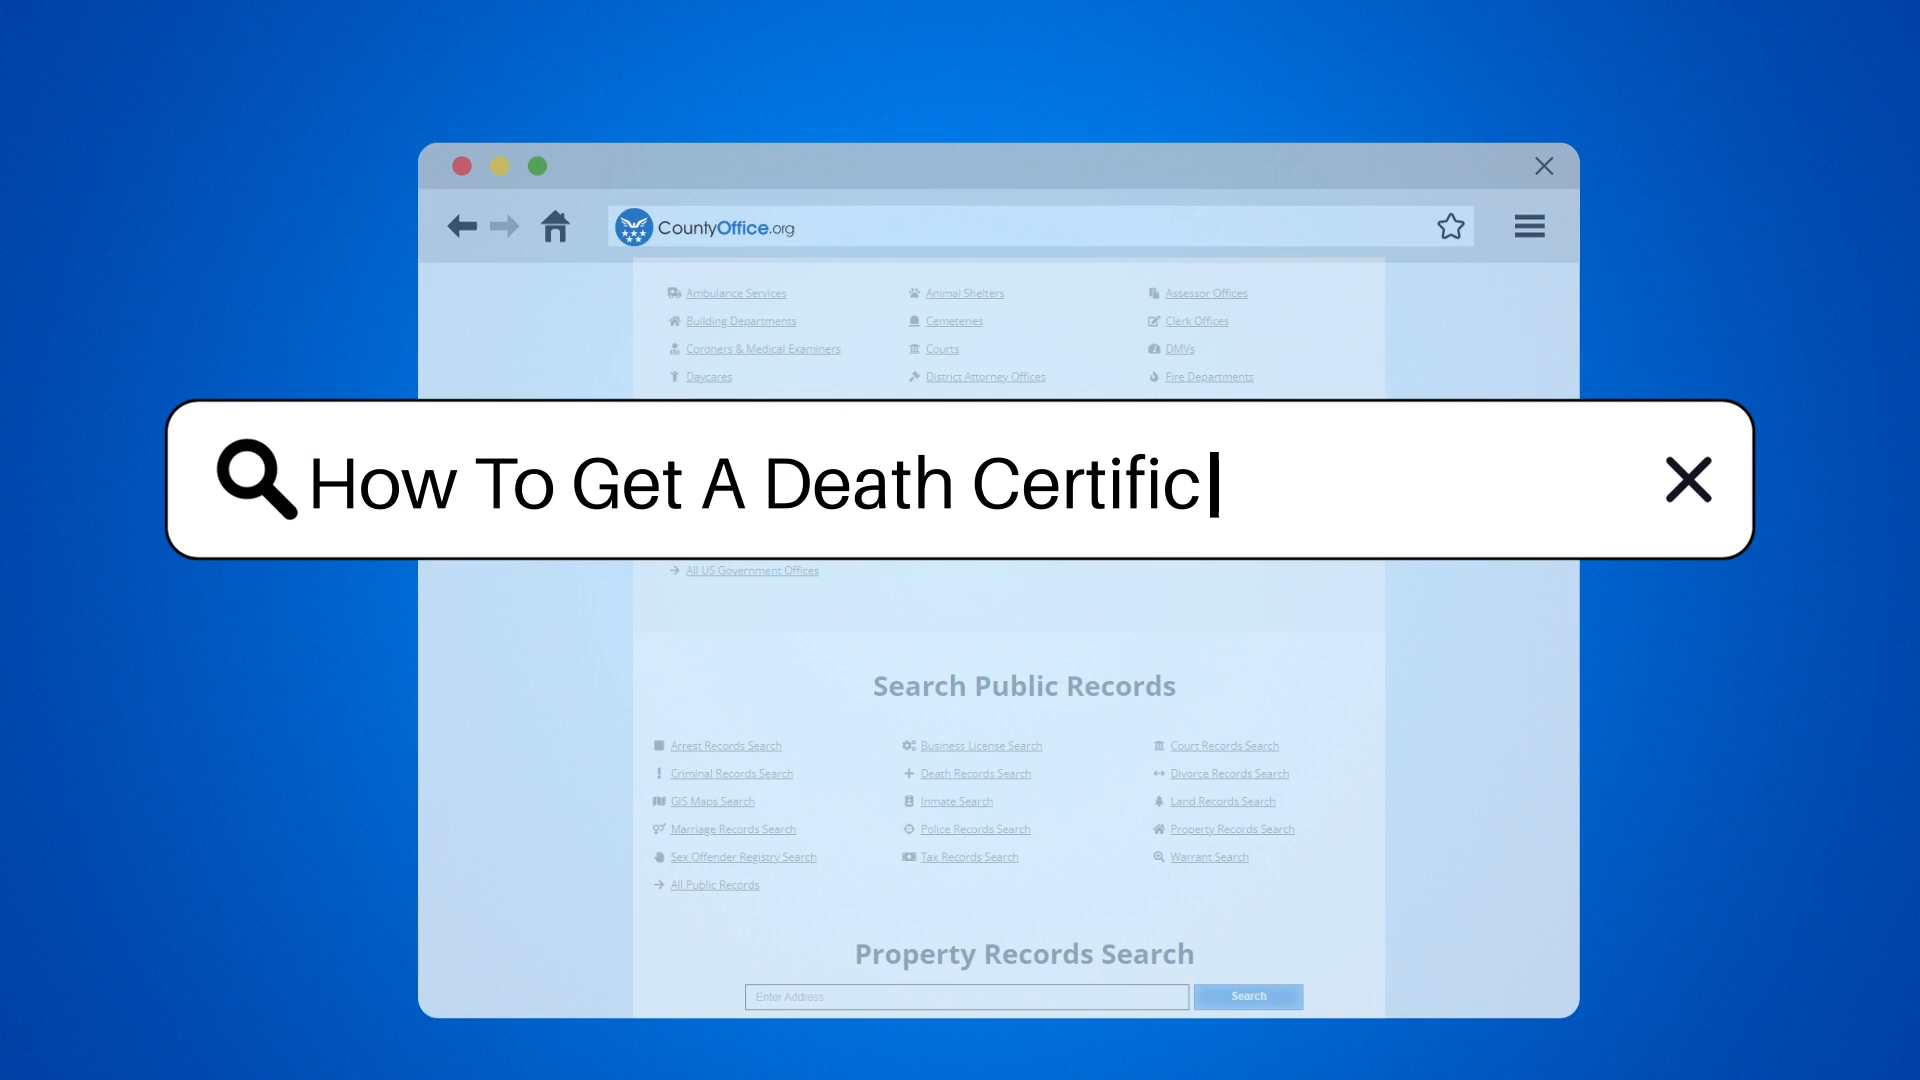 CountyOffice.org
Ambulance Services Animal Shelters Assessor Offices
Building Departments Cemeteries Clerk Offices
Coroners & Medical Examiners Courts DMVs
Daycares District Attorney Offices Fire Departments
How To Get A Death Certific
All US Government Offices
Search Public Records
Arrest Records Search Business License Search Court Records Search
Criminal Records Search Death Records Search Divorce Records Search
GIS Maps Search Inmate Search Land Records Search
Marriage Records Search Police Records Search Property Records Search
Sex Offender Registry Search Tax Records Search Warrant Search
All Public Records
Property Records Search
Enter Address Search